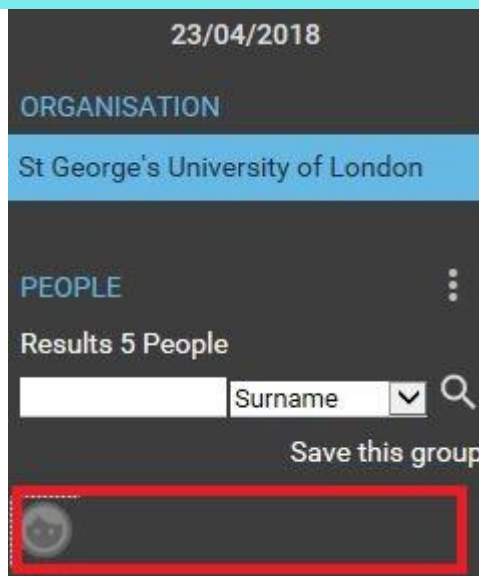 23/04/2018
ORGANISATION
St George's University of London
PEOPLE
Results 5 People
Surname
Save this group